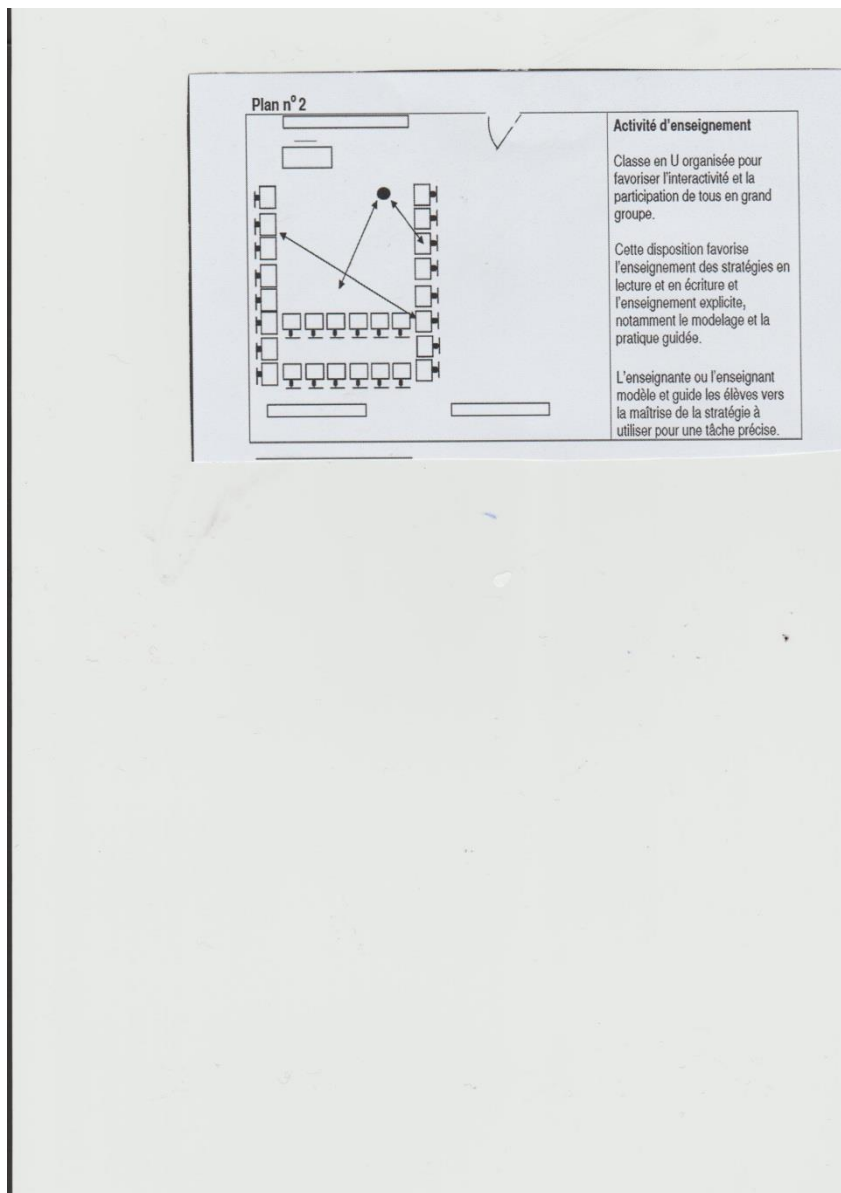 Plan n° 2
Activité d'enseignement
Classe en U organisée pour
favoriser l'interactivité et la
participation de tous en grand
groupe.
Cette disposition favorise
l'enseignement des stratégies en
lecture et en écriture et
l'enseignement explicite,
notamment le modelage et la
pratique guidée.
L'enseignante ou l'enseignant
modèle et guide les élèves vers
la maîtrise de la stratégie à
utiliser pour une tâche précise.